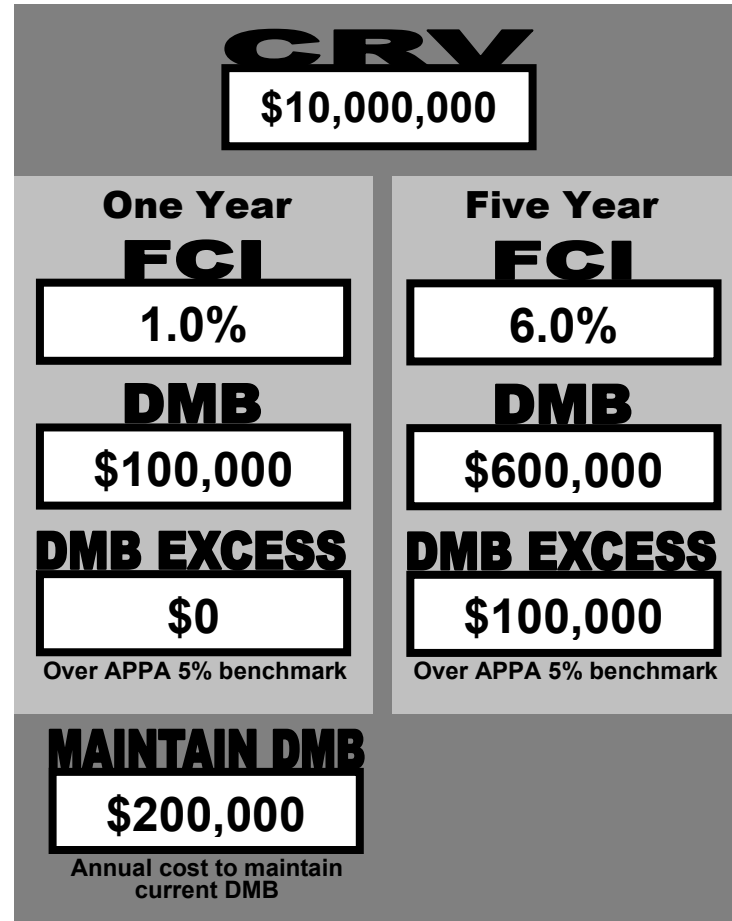 CRV
$10,000,000
One Year
FCI
1.0%
DMB
$100,000
DMB EXCESS
$0
Over APPA 5% benchmark
Five Year
FCI
6.0%
DMB
$600,000
DMB EXCESS
$100,000
Over APPA 5% benchmark
MAINTAIN DMB
$200,000
Annual cost to maintain
current DMB